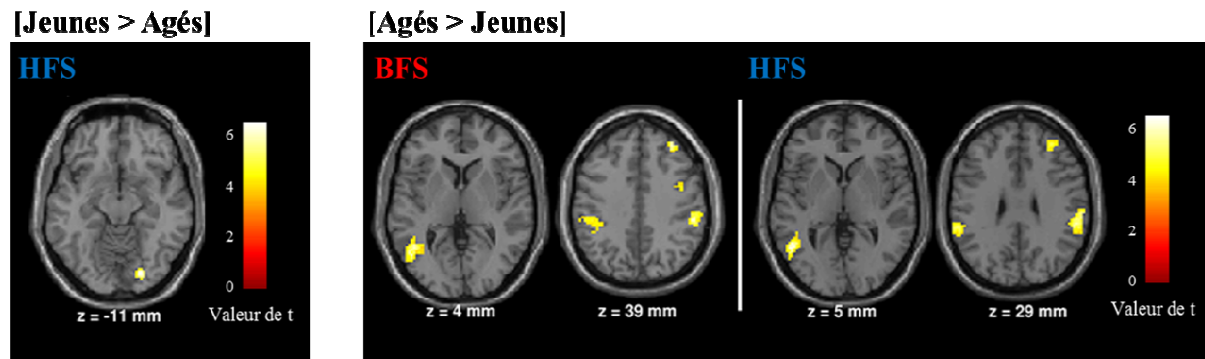 [Jeunes > Agés]
HFS
6
4
2
0
z = -11 mm
Valeur de t
[Agés > Jeunes]
BFS
z = 4 mm
z = 39 mm
HFS
z = 5 mm
z = 29 mm
6
4
2
0
Valeur de t